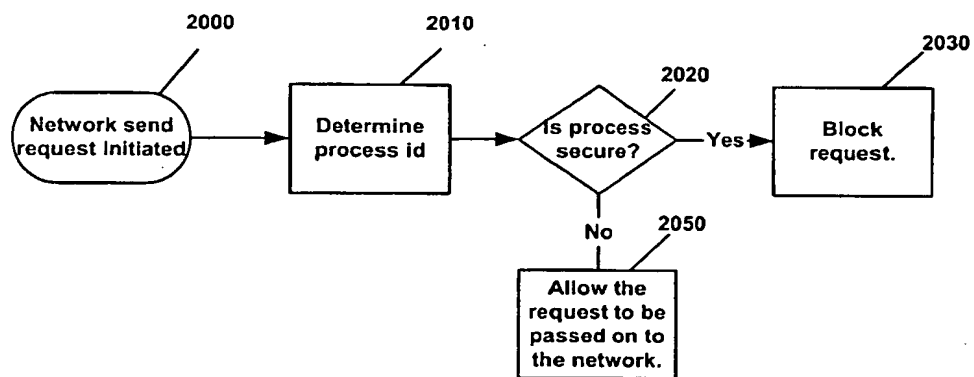 2000
2010
2020
2030
Network send
request Initiated
Determine
process id
Is process
secure?
Yes
Block
request.
No
2050
Allow the
request to be
passed on to
the network.